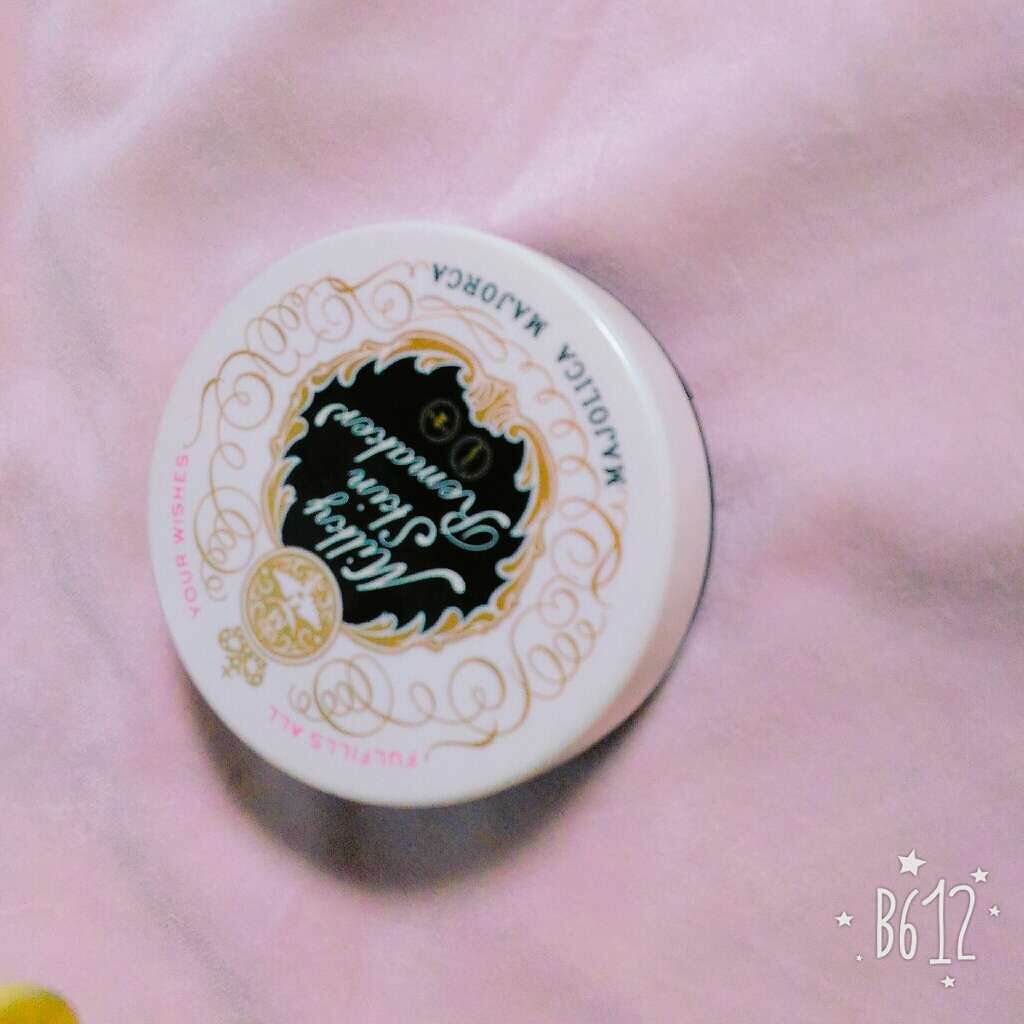 MAJOLICA MAJORCA
Milky
Skin
Remaker
FULFILLS ALL
YOUR WISHES
B612